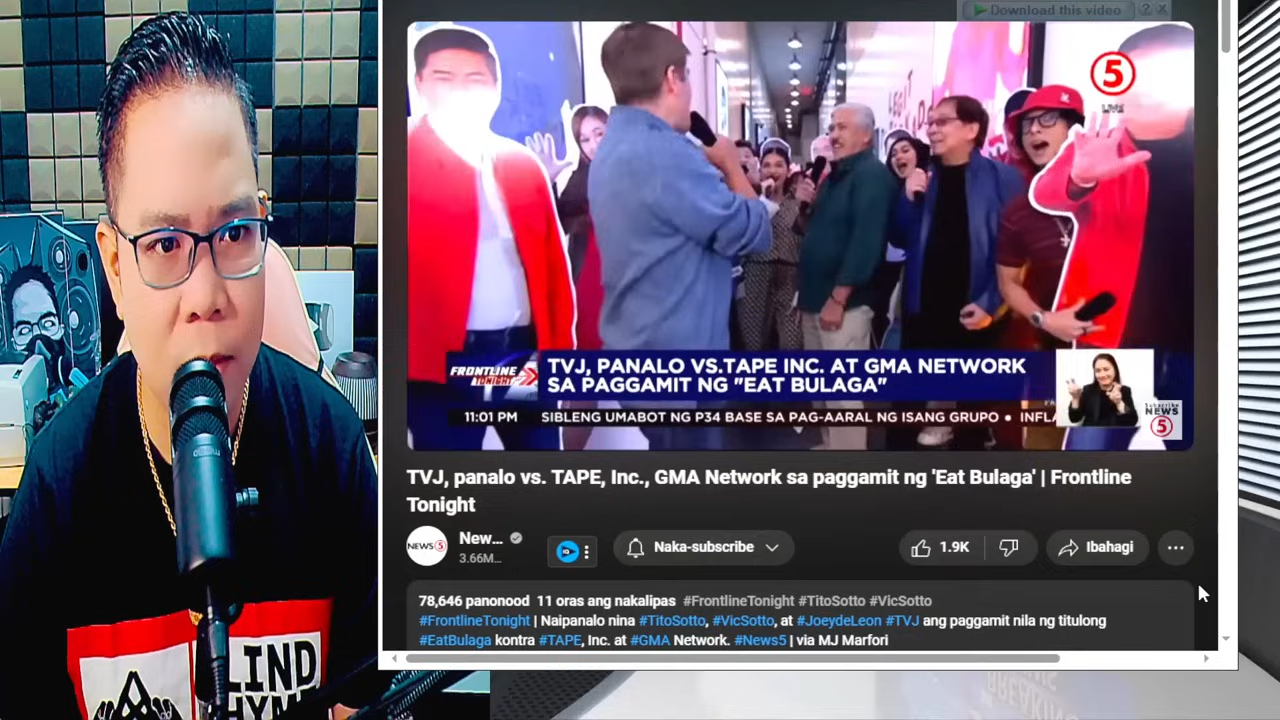 Download this video ? X
5
LIVE
FRONTLINE
TONIGHT
TVJ, PANALO VS.TAPE INC. AT GMA NETWORK
SA PAGGAMIT NG "EAT BULAGA"
11:01 PM SIBLENG UMABOT NG P34 BASE SA PAG-AARAL NG ISANG GRUPO • INFLA
Subscribe
NEWS
5
TVJ, panalo vs. TAPE, Inc., GMA Network sa paggamit ng 'Eat Bulaga' | Frontline
Tonight
NEWS5
New...
3.66M...
Naka-subscribe
1.9K
Ibahagi
78,646 panonood 11 oras ang nakalipas #FrontlineTonight #TitoSotto #VicSotto
#FrontlineTonight | Naipanalo nina #TitoSotto, #VicSotto, at #JoeydeLeon #TVJ ang paggamit nila ng titulong
#EatBulaga kontra #TAPE, Inc. at #GMA Network. #News5 | via MJ Marfori